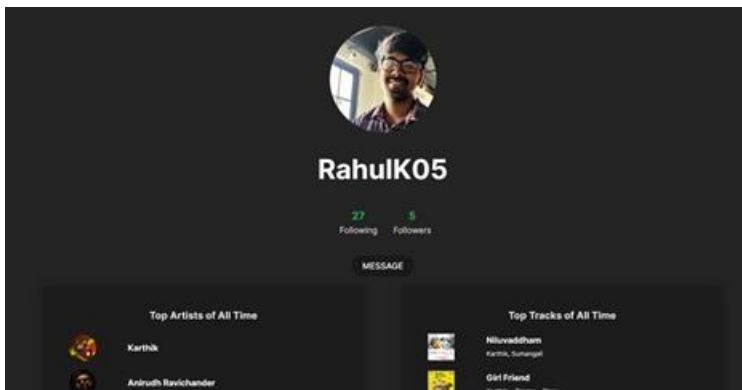 RahulK05
27 5
Following Followers
MESSAGE
Top Artists of All Time
Karthik
Anirudh Ravichander
Top Tracks of All Time
Niluvaddham
Karthik, Sumangali
Girl Friend